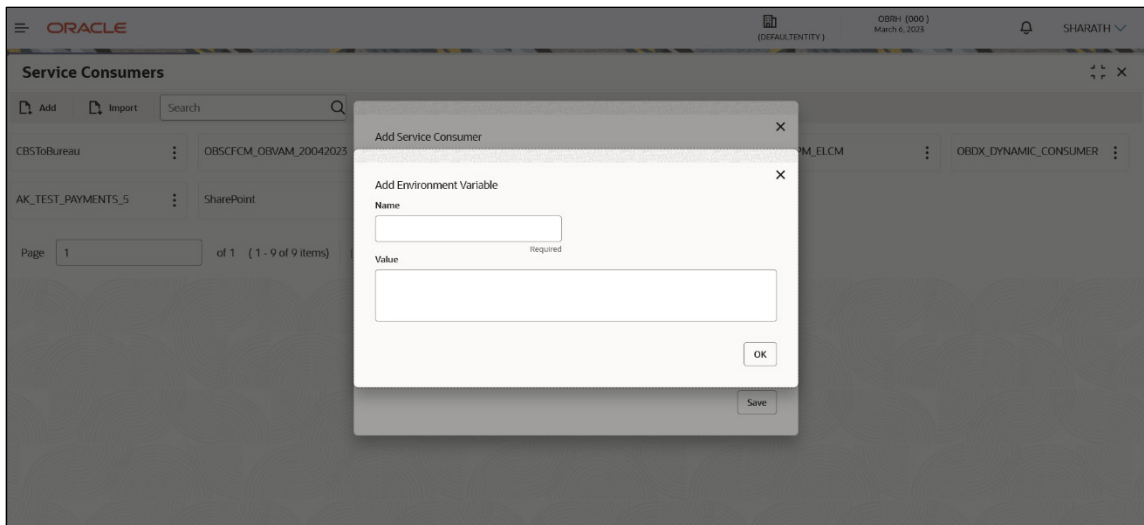 ORACLE
(DEFAULTENTITY )
OBRH (000 )
March 6, 2023
SHARATH
Service Consumers
Add
Import
Search
Add Service Consumer
CBSToBureau
OBSCFCM_OBVAM_20042023
PM_ELCM
OBDX_DYNAMIC_CONSUMER
Add Environment Variable
AK_TEST_PAYMENTS_5
SharePoint
Name
Required
Page
1
of 1 ( 1 - 9 of 9 items)
Value
OK
Save